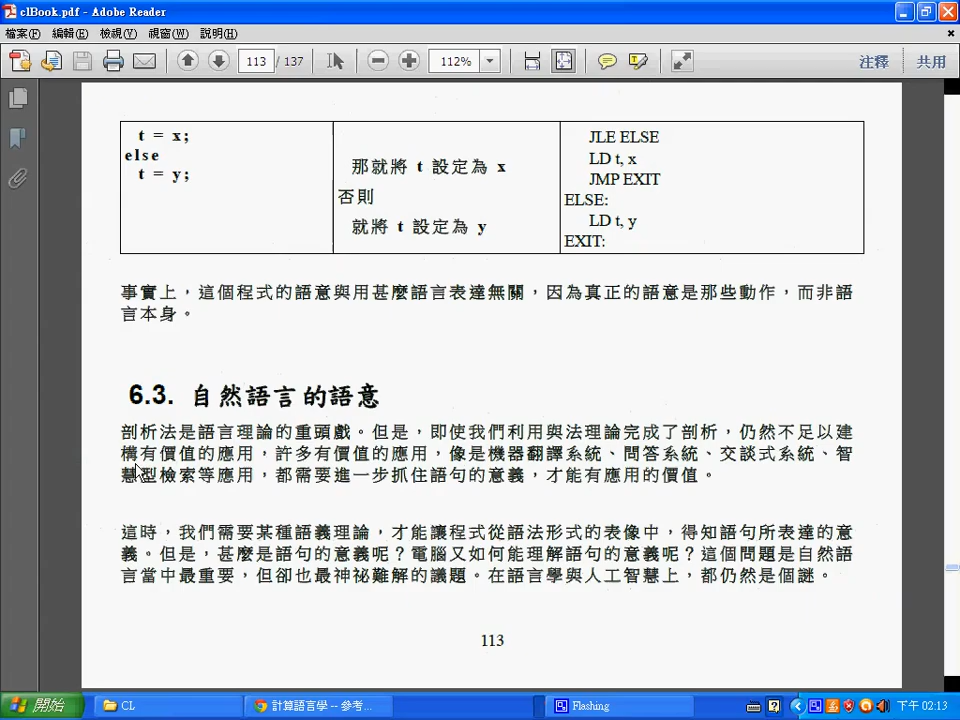 clBook.pdf - Adobe Reader
檔案(F) 編輯(E) 檢視(V) 視窗(W) 說明(H)
113 / 137 112% 注釋 共用
t = x;
else
t = y;
那就將 t 設定為 x
否則
就將 t 設定為 y
JLE ELSE
LD t, x
JMP EXIT
ELSE:
LD t, y
EXIT:
事實上，這個程式的語意與用甚麼語言表達無關，因為真正的語意是那些動作，而非語
言本身。
6.3. 自然語言的語意
剖析法是語言理論的重頭戲。但是，即使我們利用與法理論完成了剖析，仍然不足以建
構有價值的應用，許多有價值的應用，像是機器翻譯系統、問答系統、交談式系統、智
慧型檢索等應用，都需要進一步抓住語句的意義，才能有應用的價值。
這時，我們需要某種語義理論，才能讓程式從語法形式的表像中，得知語句所表達的意
義。但是，甚麼是語句的意義呢？電腦又如何能理解語句的意義呢？這個問題是自然語
言當中最重要，但卻也最神祕難解的議題。在語言學與人工智慧上，都仍然是個謎。
113
開始 CL 計算語言學 -- 參考... Flashing 下午 02:13